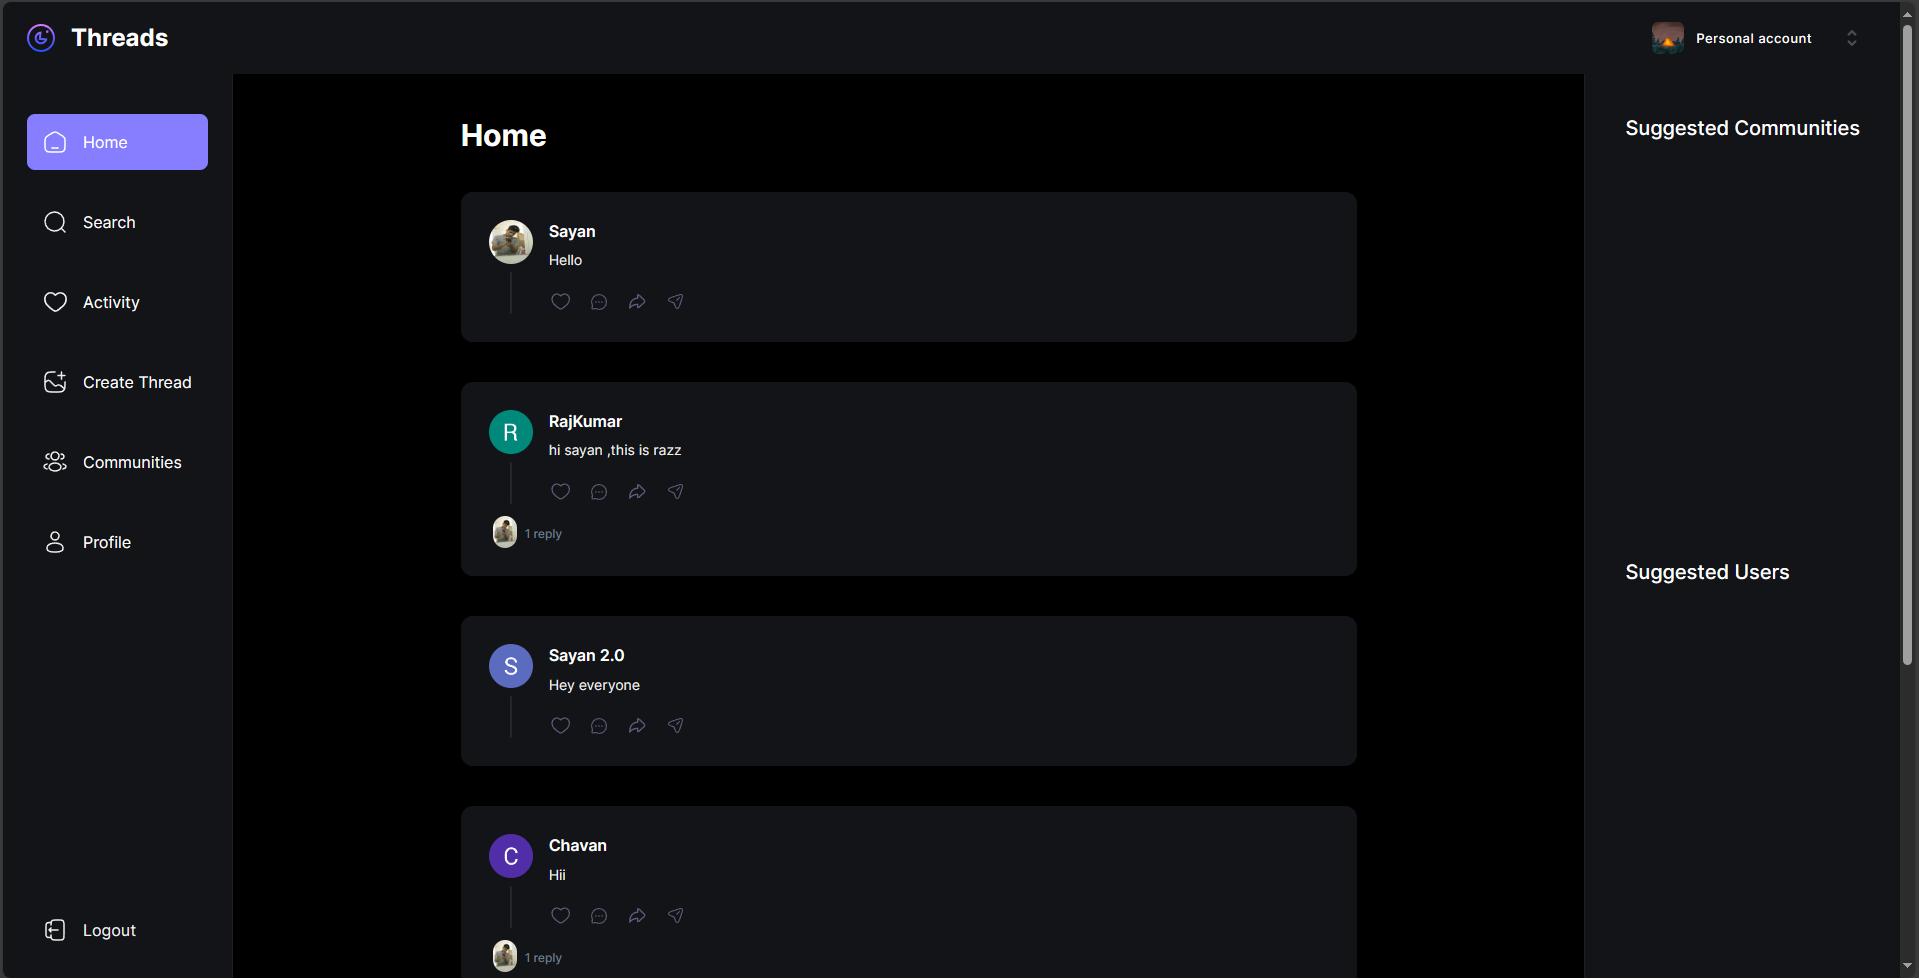 Threads
Personal account
Home
Search
Activity
Create Thread
Communities
Profile
Logout
Home
Sayan
Hello
R
RajKumar
hi sayan ,this is razz
1 reply
S
Sayan 2.0
Hey everyone
C
Chavan
Hii
1 reply
Suggested Communities
Suggested Users